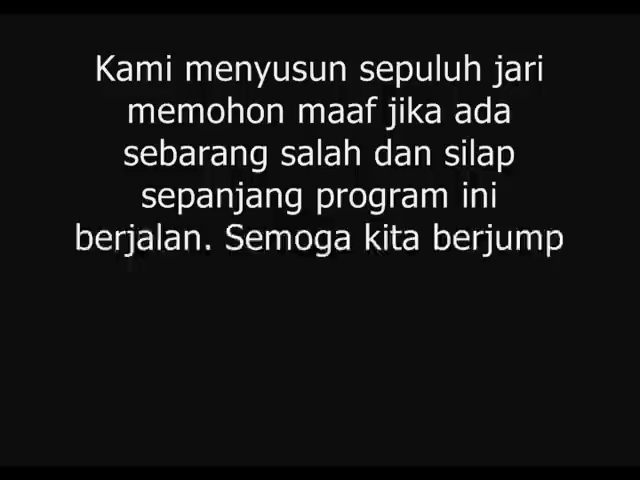 Kami menyusun sepuluh jari
memohon maaf jika ada
sebarang salah dan silap
sepanjang program ini
berjalan. Semoga kita berjump